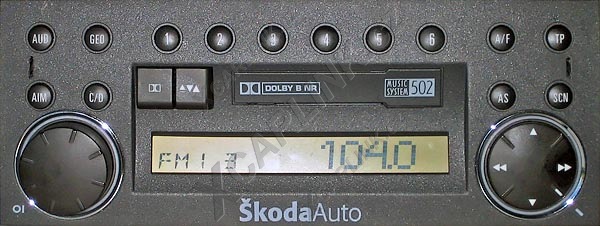 AUD GEO 1 2 3 4 5 6 A/F TP
DOLBY B NR
MUSIC SYSTEM 502
AIM C/D AS SCN
FM1 3 104.0
ŠkodaAuto